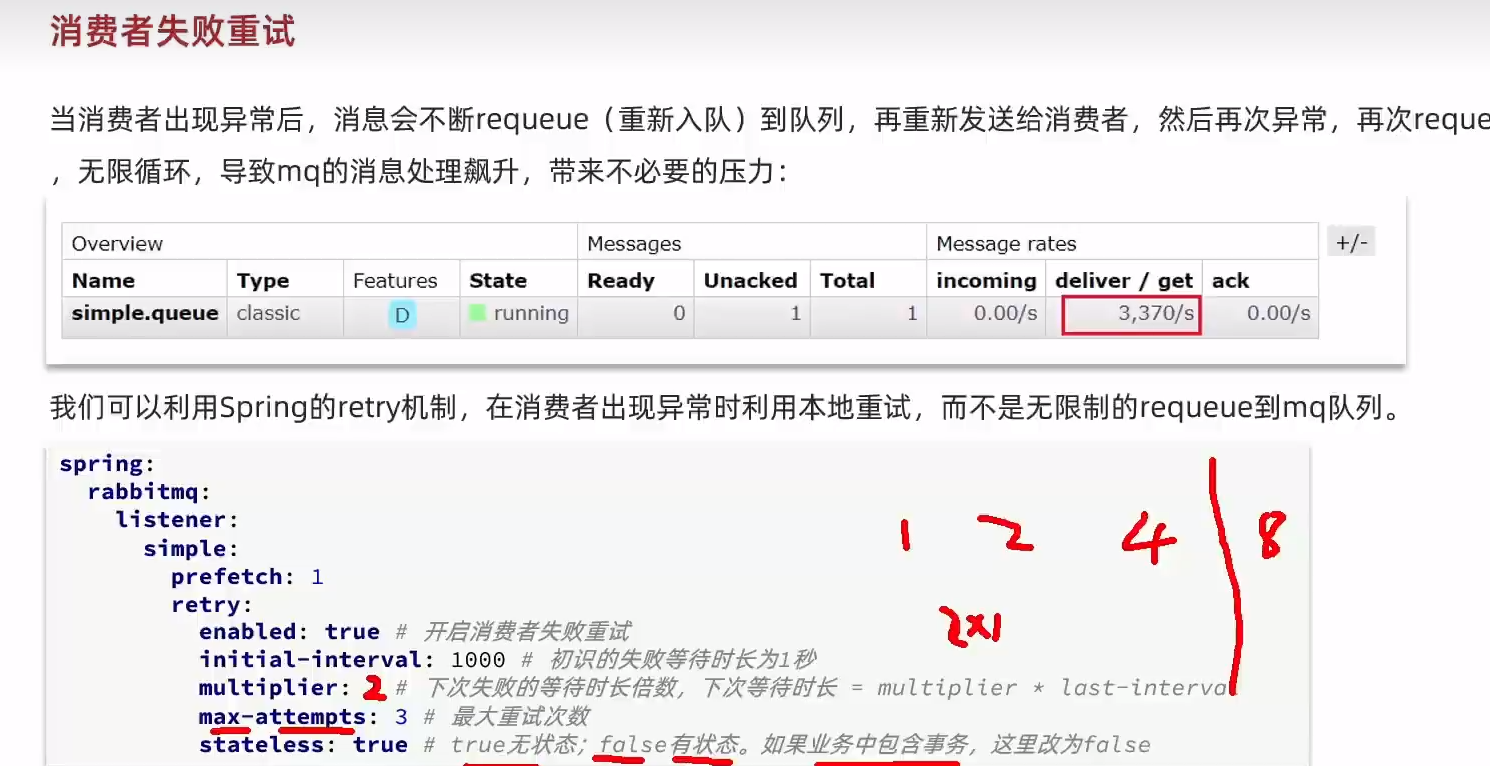 消费者失败重试
当消费者出现异常后，消息会不断requeue（重新入队）到队列，再重新发送给消费者，然后再次异常，再次reque
，无限循环，导致mq的消息处理飙升，带来不必要的压力：
Overview Messages Message rates +/-
Name Type Features State Ready Unacked Total incoming deliver / get ack
simple.queue classic D running 0 1 1 0.00/s 3,370/s 0.00/s
我们可以利用Spring的retry机制，在消费者出现异常时利用本地重试，而不是无限制的requeue到mq队列。
spring:
rabbitmq:
listener:
simple:
1 2 4 8
prefetch: 1
retry:
enabled: true # 开启消费者失败重试
2x1
initial-interval: 1000 # 初识的失败等待时长为1秒
multiplier: 2 # 下次失败的等待时长倍数，下次等待时长 = multiplier * last-interval
max-attempts: 3 # 最大重试次数
stateless: true # true无状态；false有状态。如果业务中包含事务，这里改为false